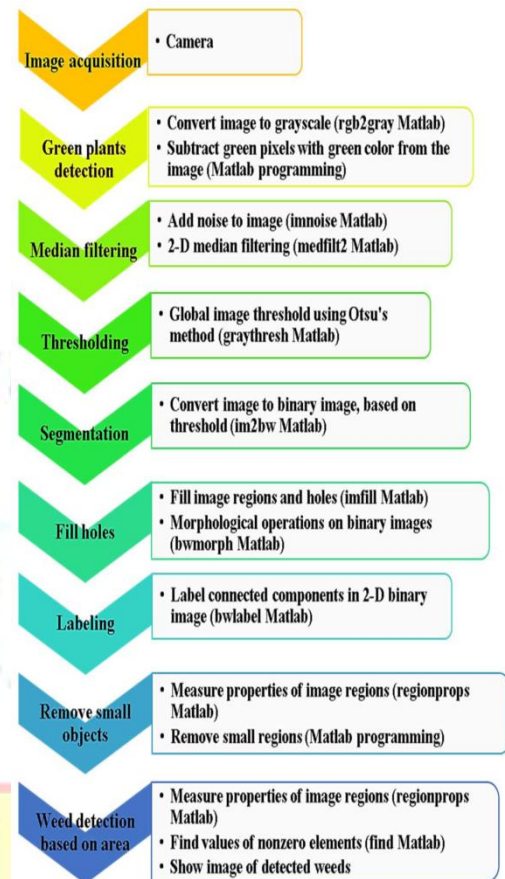 Image acquisition
• Camera
Green plants
detection
• Convert image to grayscale (rgb2gray Matlab)
• Subtract green pixels with green color from the
image (Matlab programming)
Median filtering
• Add noise to image (imnoise Matlab)
• 2-D median filtering (medfilt2 Matlab)
Thresholding
• Global image threshold using Otsu's
method (graythresh Matlab)
Segmentation
• Convert image to binary image, based on
threshold (im2bw Matlab)
Fill holes
• Fill image regions and holes (imfill Matlab)
• Morphological operations on binary images
(bwmorph Matlab)
Labeling
• Label connected components in 2-D binary
image (bwlabel Matlab)
Remove small
objects
• Measure properties of image regions (regionprops
Matlab)
• Remove small regions (Matlab programming)
Weed detection
based on area
• Measure properties of image regions (regionprops
Matlab)
• Find values of nonzero elements (find Matlab)
• Show image of detected weeds